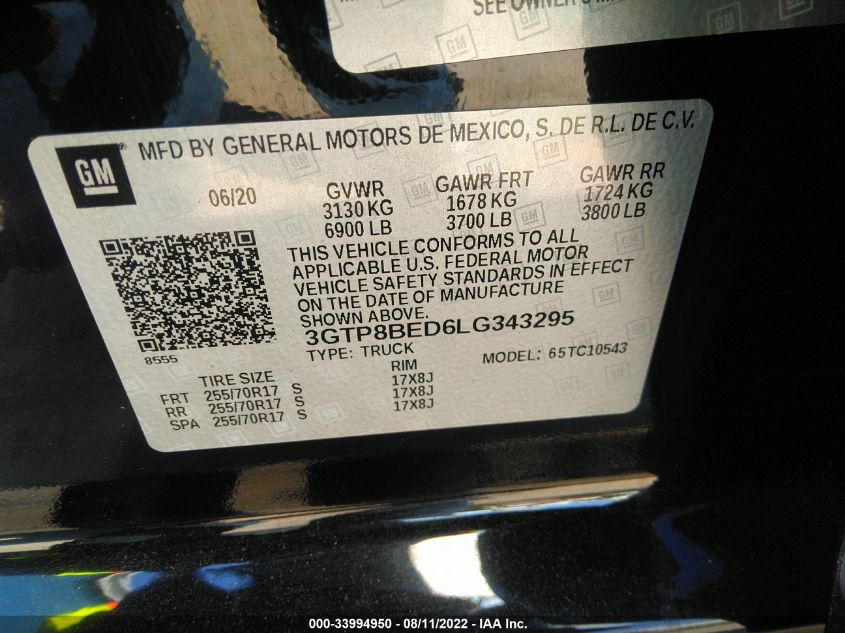 SEE OWNER'S
GM
MFD BY GENERAL MOTORS DE MEXICO, S. DE R.L. DE C.V.
GM
06/20 GVWR GAWR FRT GAWR RR
3130 KG 1678 KG 1724 KG
6900 LB 3700 LB 3800 LB
THIS VEHICLE CONFORMS TO ALL
APPLICABLE U.S. FEDERAL MOTOR
VEHICLE SAFETY STANDARDS IN EFFECT
ON THE DATE OF MANUFACTURE
SHOWN ABOVE.
3GTP8BED6LG343295
8555
TYPE: TRUCK MODEL: 65TC10543
TIRE SIZE RIM
FRT 255/70R17 S 17X8J
RR 255/70R17 S 17X8J
SPA 255/70R17 S 17X8J
000-33994950 - 08/11/2022 - IAA Inc.